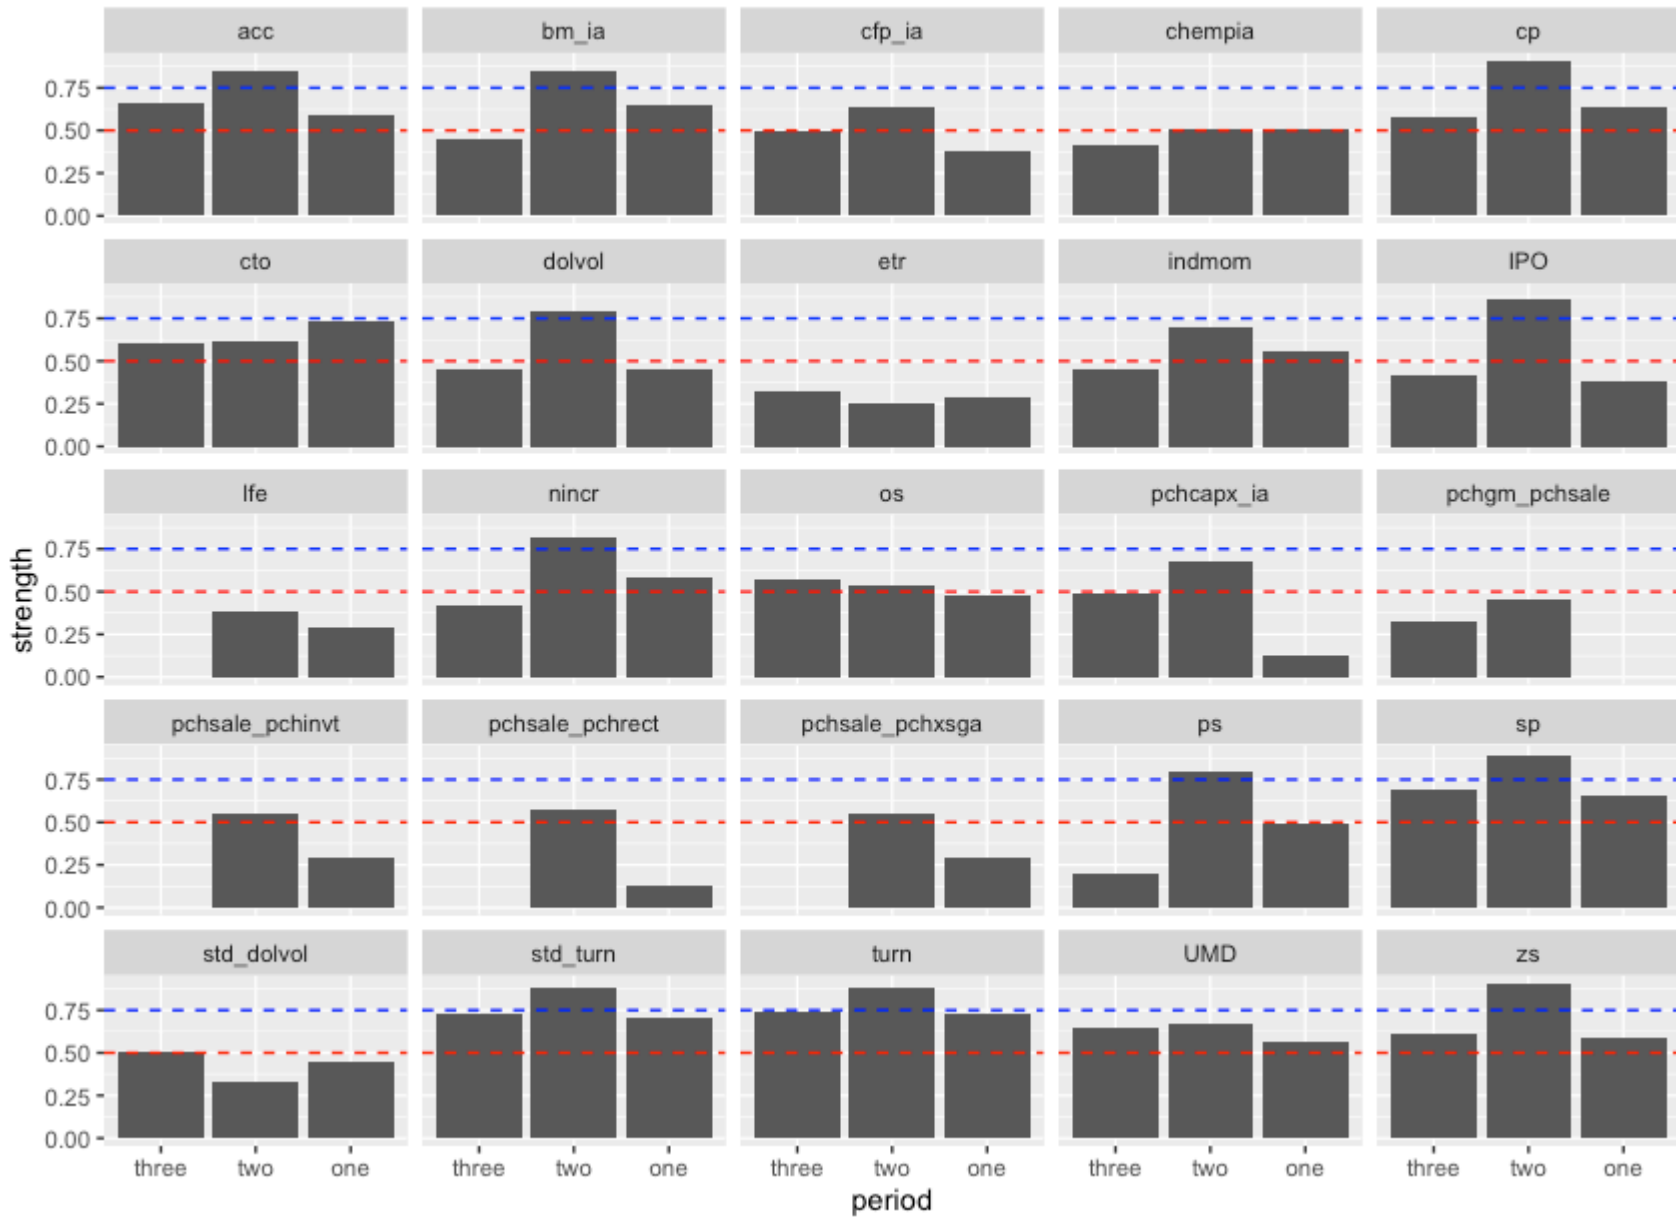 acc bm_ia cfp_ia chempia cp
0.75
0.50
0.25
0.00
cto dolvol etr indmom IPO
0.75
0.50
0.25
0.00
lfe nincr os pchcapx_ia pchgm_pchsale
0.75
0.50
0.25
0.00
strength
pchsale_pchinvt pchsale_pchrect pchsale_pchxsga ps sp
0.75
0.50
0.25
0.00
std_dolvol std_turn turn UMD zs
0.75
0.50
0.25
0.00
three two one three two one three two one three two one three two one
period